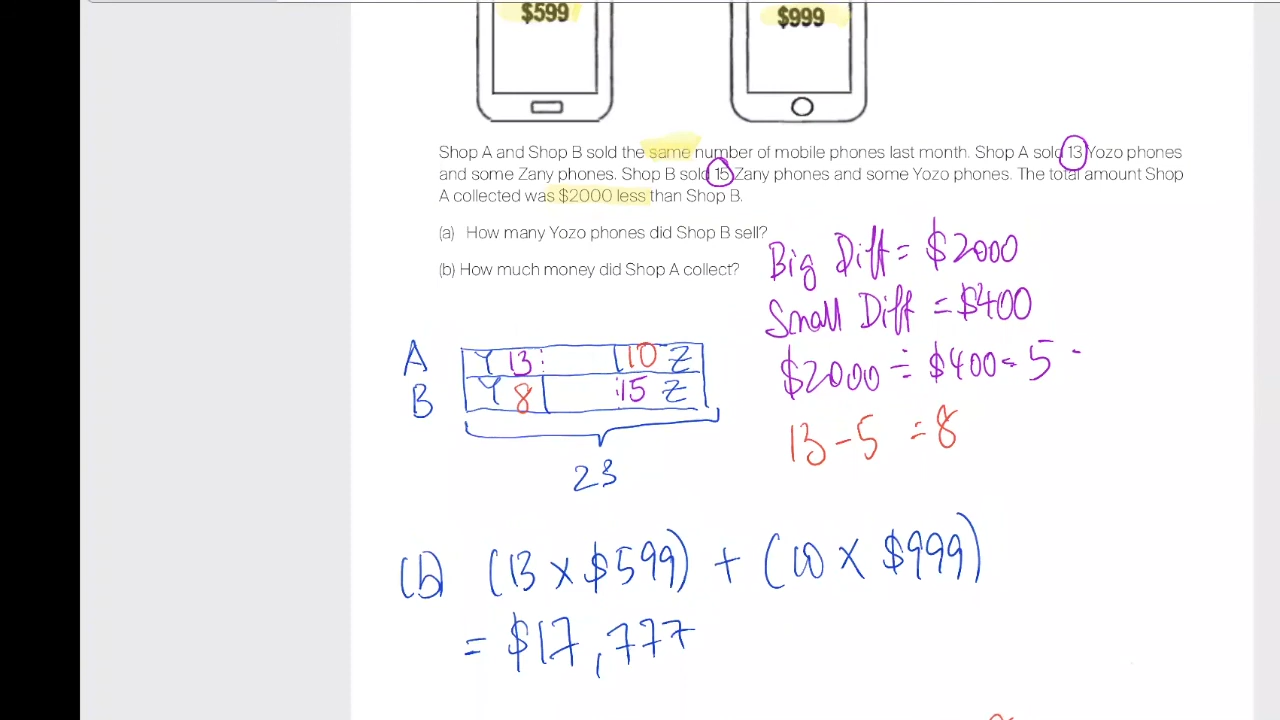 $599 $999
Shop A and Shop B sold the same number of mobile phones last month. Shop A sold 13 Yozo phones
and some Zany phones. Shop B sold 15 Zany phones and some Yozo phones. The total amount Shop
A collected was $2000 less than Shop B.
(a) How many Yozo phones did Shop B sell?
(b) How much money did Shop A collect?
Big Diff = $2000
Small Diff = $400
$2000 ÷ $400 = 5
13 - 5 = 8
A Y 13 10 Z
B Y 8 15 Z
23
(b) (13 x $599) + (10 x $999)
= $17,777